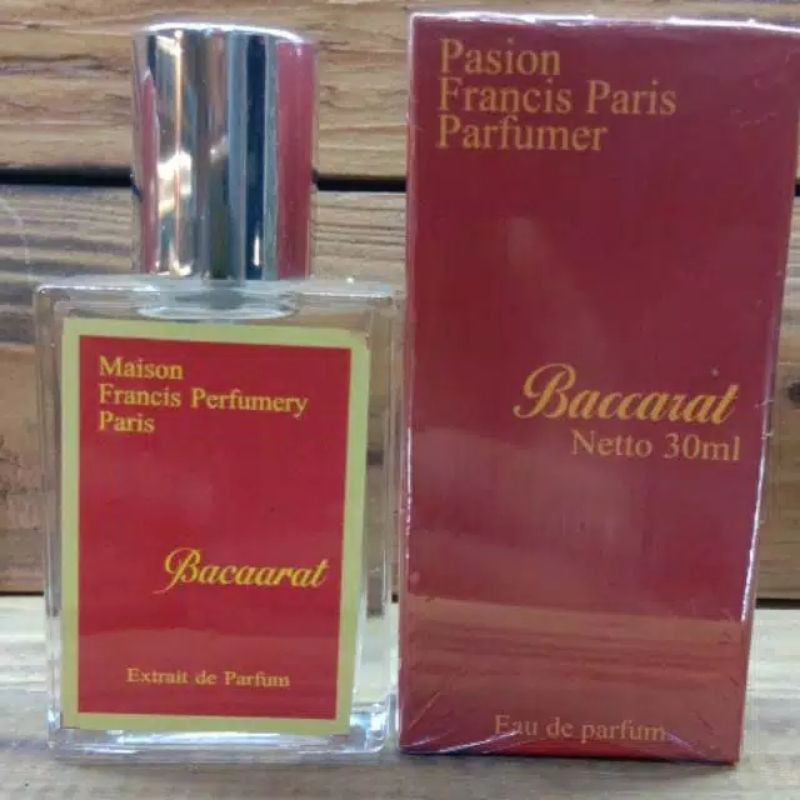 Maison
Francis Perfumery
Paris
Bacaarat
Extrait de Parfum
Pasion
Francis Paris
Parfumer
Baccarat
Netto 30ml
Eau de parfum